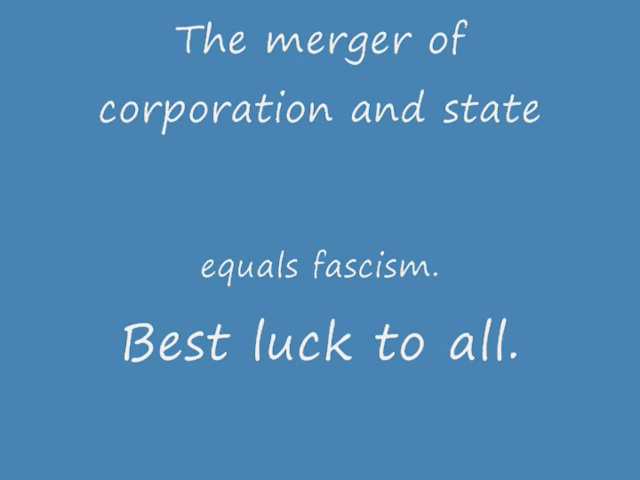 The merger of
corporation and state
equals fascism.
Best luck to all.